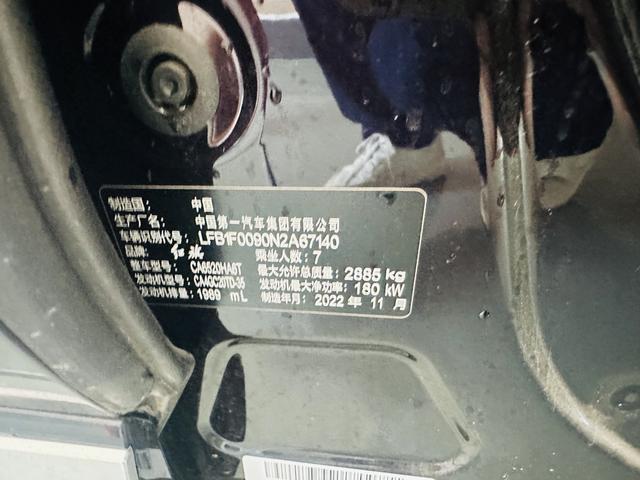 制造国： 中国
生产厂名： 中国第一汽车集团有限公司
车辆识别代号： LFB1F0090N2A67140
品牌： 红旗 乘坐人数：7
整车型号： CA6520HA6T 最大允许总质量：2885 kg
发动机型号： CA4GC20TD-35 发动机最大净功率：180 kW
发动机排量：1989 mL 制造年月：2022 年 11 月